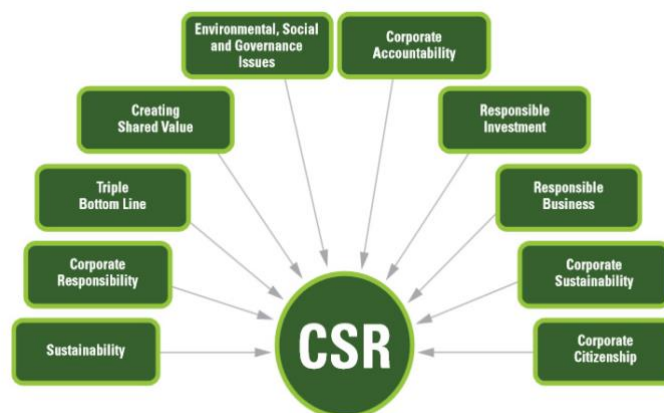 Environmental, Social
and Governance
Issues
Corporate
Accountability
Creating
Shared Value
Responsible
Investment
Triple
Bottom Line
Responsible
Business
Corporate
Responsibility
Corporate
Sustainability
Sustainability
CSR
Corporate
Citizenship